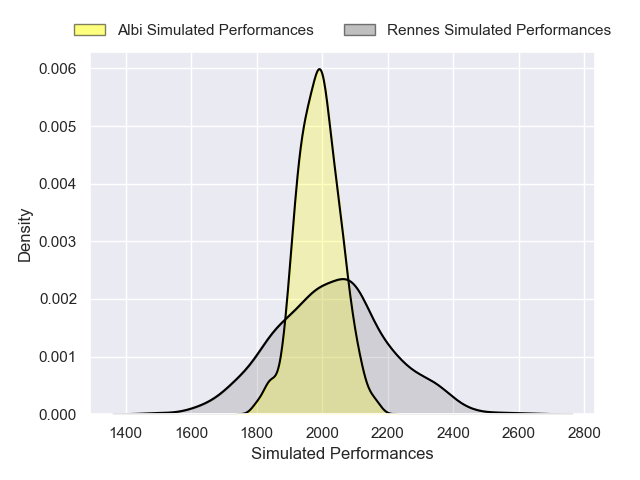 Albi Simulated Performances Rennes Simulated Performances
0.006
0.005
0.004
0.003
0.002
0.001
0.000
Density
1400 1600 1800 2000 2200 2400 2600 2800
Simulated Performances